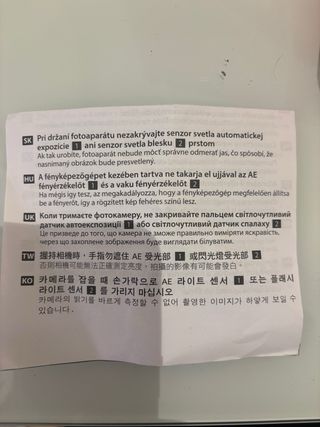 SK Pri držaní fotoaparátu nezakrývajte senzor svetla automatickej
expozície 1 ani senzor svetla blesku 2 prstom
Ak tak urobíte, fotoaparát nebude môcť správne odmerať jas, čo spôsobí, že
nasnímaný obrázok bude presvetlený.
HU A fényképezőgépet kezében tartva ne takarja el ujjával az AE
fényérzékelőt 1 és a vaku fényérzékelőt 2
Ha mégis így tesz, az megakadályozza, hogy a fényképezőgép megfelelően állítsa
be a fényerőt, így a rögzített kép fehéres színű lesz.
UK Коли тримаєте фотокамеру, не закривайте пальцем світлочутливий
датчик автоекспозиції 1 або світлочутливий датчик спалаху 2
Це призведе до того, що камера не зможе правильно виміряти яскравість,
через що захоплене зображення буде виглядати білуватим.
TW 握持相機時，手指勿遮住 AE 受光部 1 或閃光燈受光部 2
否則相機可能無法正確測定亮度，拍攝的影像有可能會發白。
KO 카메라를 잡을 때 손가락으로 AE 라이트 센서 1 또는 플래시
라이트 센서 2 를 가리지 마십시오
카메라의 밝기를 바르게 측정할 수 없어 촬영한 이미지가 하얗게 보일 수
있습니다.